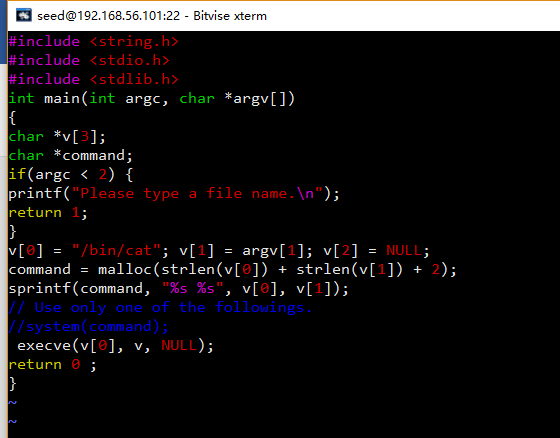 seed@192.168.56.101:22 - Bitvise xterm
#include <string.h>
#include <stdio.h>
#include <stdlib.h>
int main(int argc, char *argv[])
{
char *v[3];
char *command;
if(argc < 2) {
printf("Please type a file name.\n");
return 1;
}
v[0] = "/bin/cat"; v[1] = argv[1]; v[2] = NULL;
command = malloc(strlen(v[0]) + strlen(v[1]) + 2);
sprintf(command, "%s %s", v[0], v[1]);
// Use only one of the followings.
//system(command);
 execve(v[0], v, NULL);
return 0 ;
}
~
~